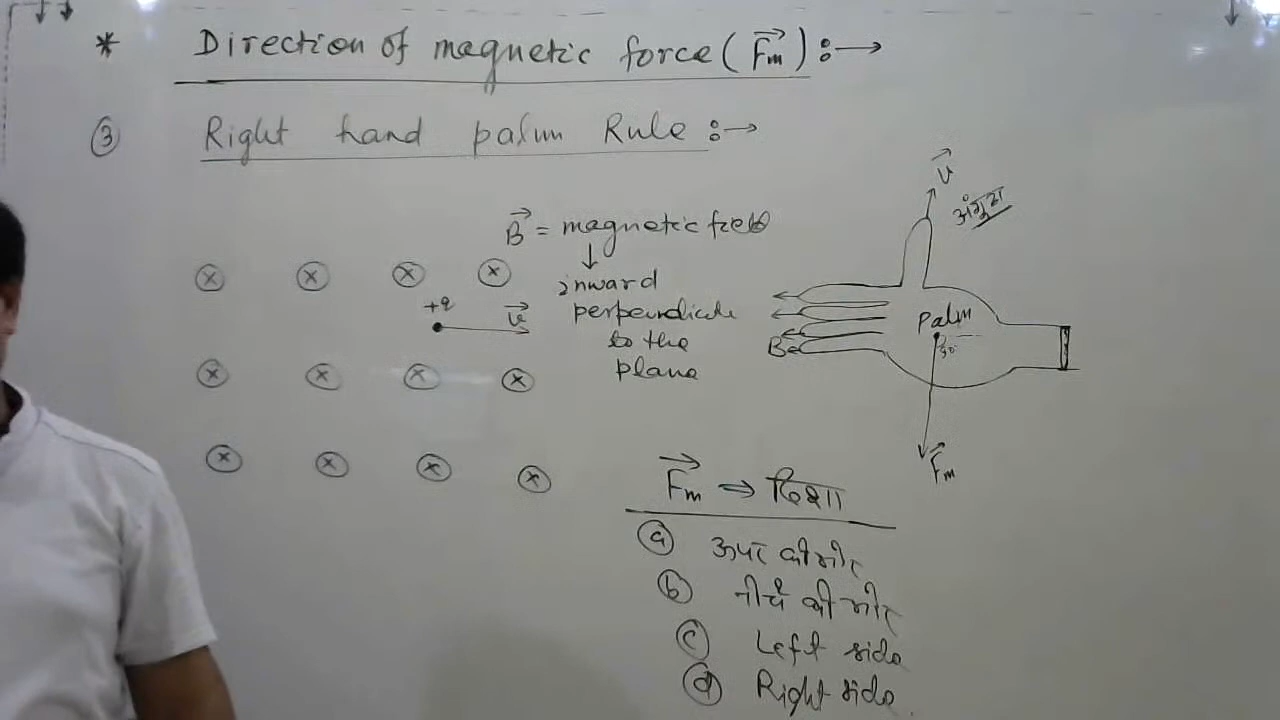 * Direction of magnetic force (F⃗m) :→
③ Right hand palm Rule :→
B⃗ = magnetic field
↓
inward
perpendicular
to the
plane
+q
v⃗
v⃗
अंगुठा
Palm
90°
B
F⃗m
F⃗m ⇒ दिशा
ⓐ ऊपर की ओर
ⓑ नीचे की ओर
ⓒ Left side
ⓓ Right side